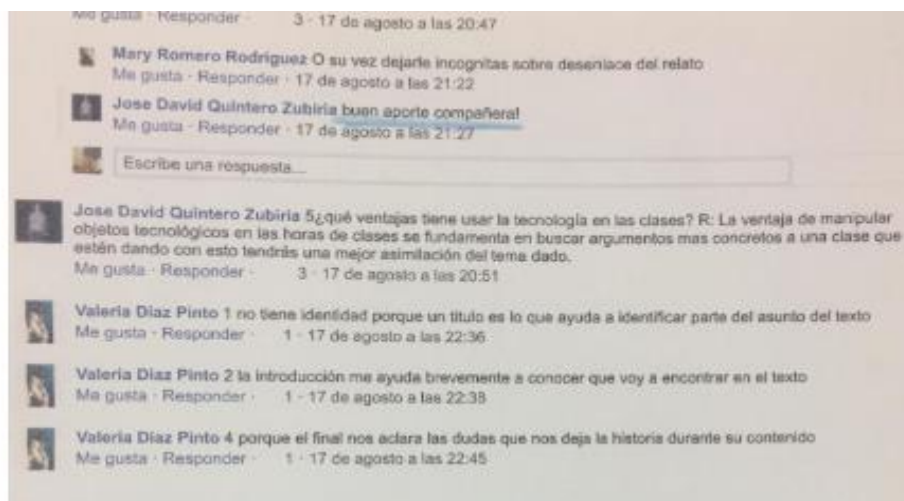 Me gusta · Responder · 3 · 17 de agosto a las 20:47
Mary Romero Rodriguez O su vez dejarle incognitas sobre desenlace del relato
Me gusta · Responder · 17 de agosto a las 21:22
Jose David Quintero Zubiria buen aporte compañera!
Me gusta · Responder · 17 de agosto a las 21:27
Escribe una respuesta...
Jose David Quintero Zubiria 5¿qué ventajas tiene usar la tecnología en las clases? R: La ventaja de manipular
objetos tecnológicos en las horas de clases se fundamenta en buscar argumentos mas concretos a una clase que
estén dando con esto tendrás una mejor asimilación del tema dado.
Me gusta · Responder · 3 · 17 de agosto a las 20:51
Valeria Diaz Pinto 1 no tiene identidad porque un titulo es lo que ayuda a identificar parte del asunto del texto
Me gusta · Responder · 1 · 17 de agosto a las 22:36
Valeria Diaz Pinto 2 la introducción me ayuda brevemente a conocer que voy a encontrar en el texto
Me gusta · Responder · 1 · 17 de agosto a las 22:38
Valeria Diaz Pinto 4 porque el final nos aclara las dudas que nos deja la historia durante su contenido
Me gusta · Responder · 1 · 17 de agosto a las 22:45